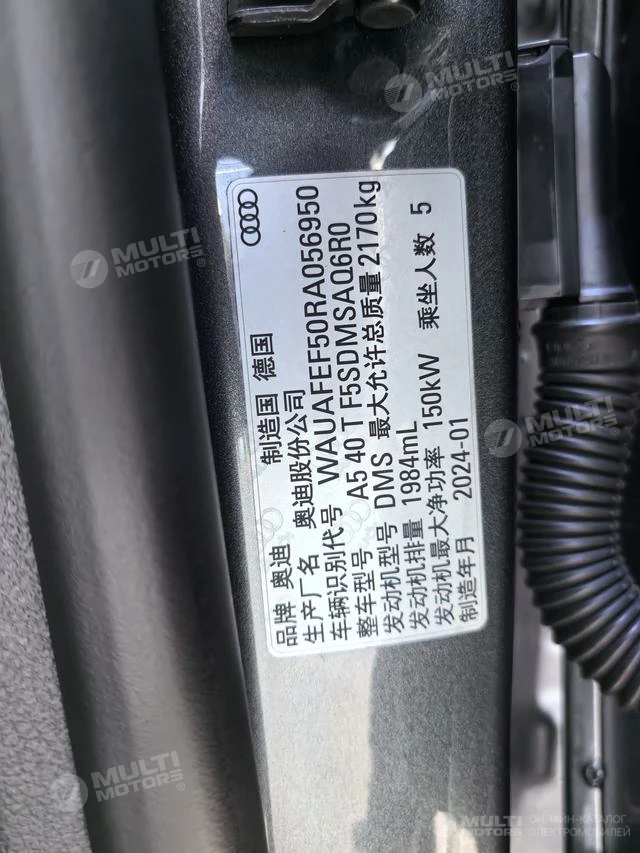 品牌 奥迪 制造国 德国
生产厂名 奥迪股份公司
车辆识别代号 WAUAFEF50RA056950
整车型号 A5 40 T F5SDMSAQ6R0
发动机型号 DMS 最大允许总质量 2170kg
发动机排量 1984mL
发动机最大净功率 150kW 乘坐人数 5
制造年月 2024-01
MULTI MOTORS
MULTI MOTORS
MULTI MOTORS
MULTI MOTORS
MULTI MOTORS ОНЛАЙН-КАТАЛОГ ЭЛЕКТРОМОБИЛЕЙ